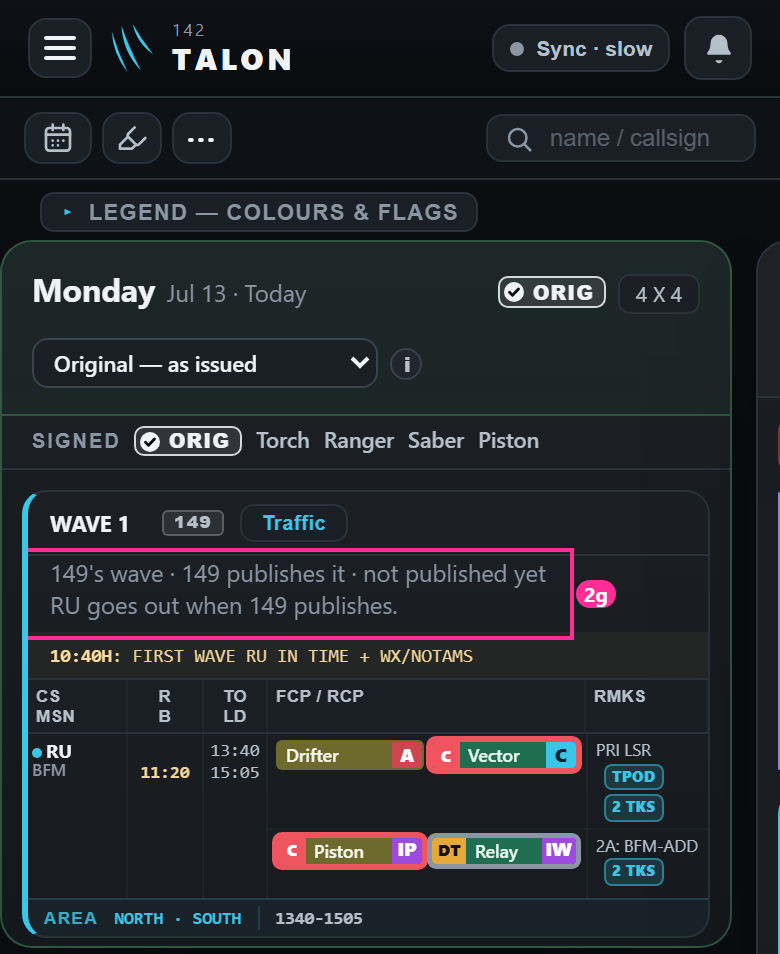 142
TALON
Sync · slow
name / callsign
LEGEND — COLOURS & FLAGS
Monday Jul 13 · Today
ORIG
4 X 4
Original — as issued
i
SIGNED ORIG Torch Ranger Saber Piston
WAVE 1 149 Traffic
149's wave · 149 publishes it · not published yet
RU goes out when 149 publishes.
2g
10:40H: FIRST WAVE RU IN TIME + WX/NOTAMS
CS R TO FCP / RCP RMKS
MSN B LD
RU 13:40 Drifter A C Vector C PRI LSR
BFM 11:20 15:05 TPOD
2 TKS
C Piston IP DT Relay IW 2A: BFM-ADD
2 TKS
AREA NORTH · SOUTH 1340-1505